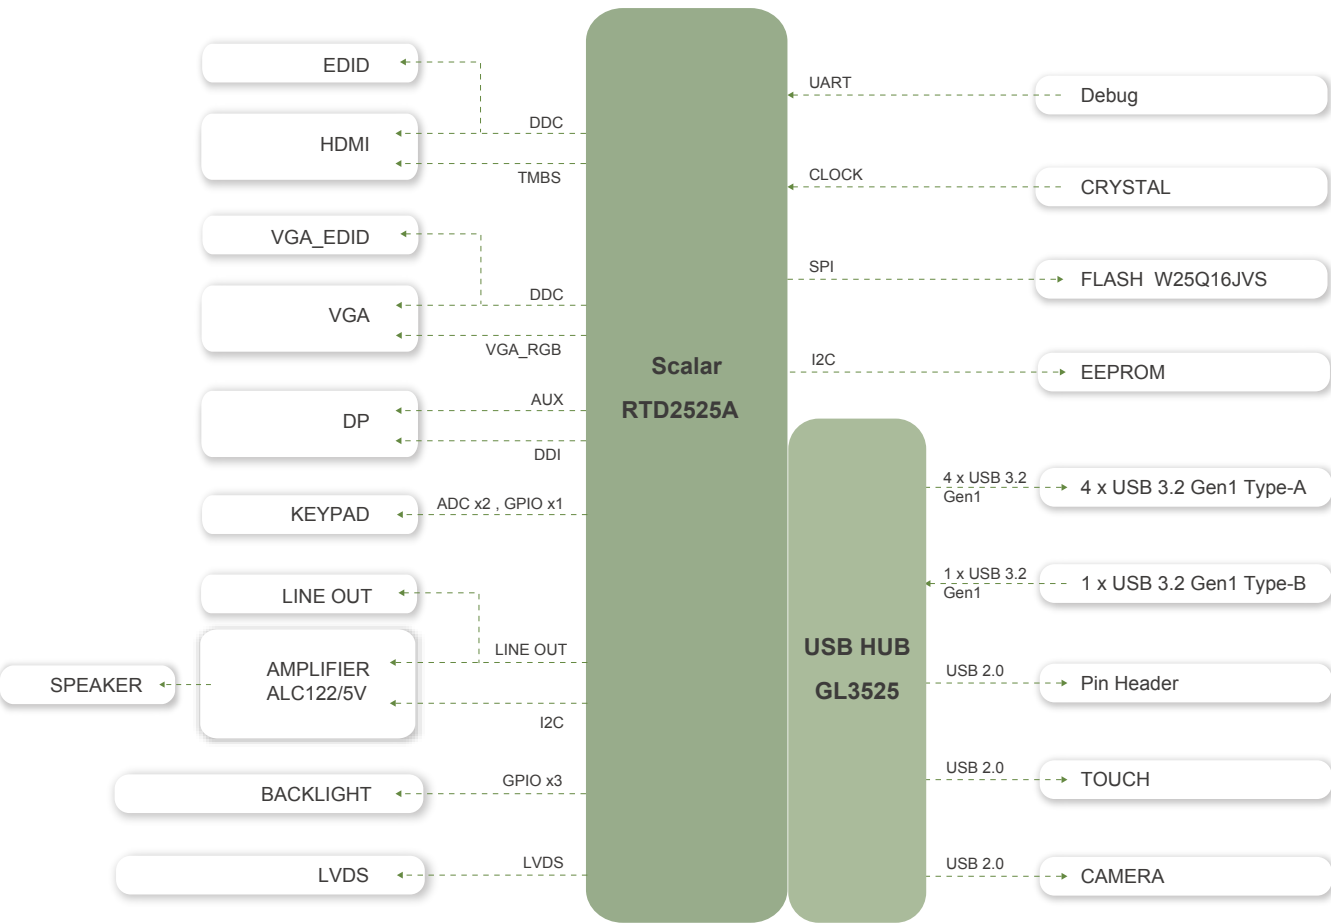 EDID
DDC
HDMI
TMBS
VGA_EDID
DDC
VGA
VGA_RGB
AUX
DP
DDI
ADC x2 , GPIO x1
KEYPAD
LINE OUT
LINE OUT
AMPLIFIER
ALC122/5V
SPEAKER
I2C
GPIO x3
BACKLIGHT
LVDS
LVDS
Scalar
RTD2525A
UART
Debug
CLOCK
CRYSTAL
SPI
FLASH W25Q16JVS
I2C
EEPROM
USB HUB
GL3525
4 x USB 3.2
Gen1
4 x USB 3.2 Gen1 Type-A
1 x USB 3.2
Gen1
1 x USB 3.2 Gen1 Type-B
USB 2.0
Pin Header
USB 2.0
TOUCH
USB 2.0
CAMERA